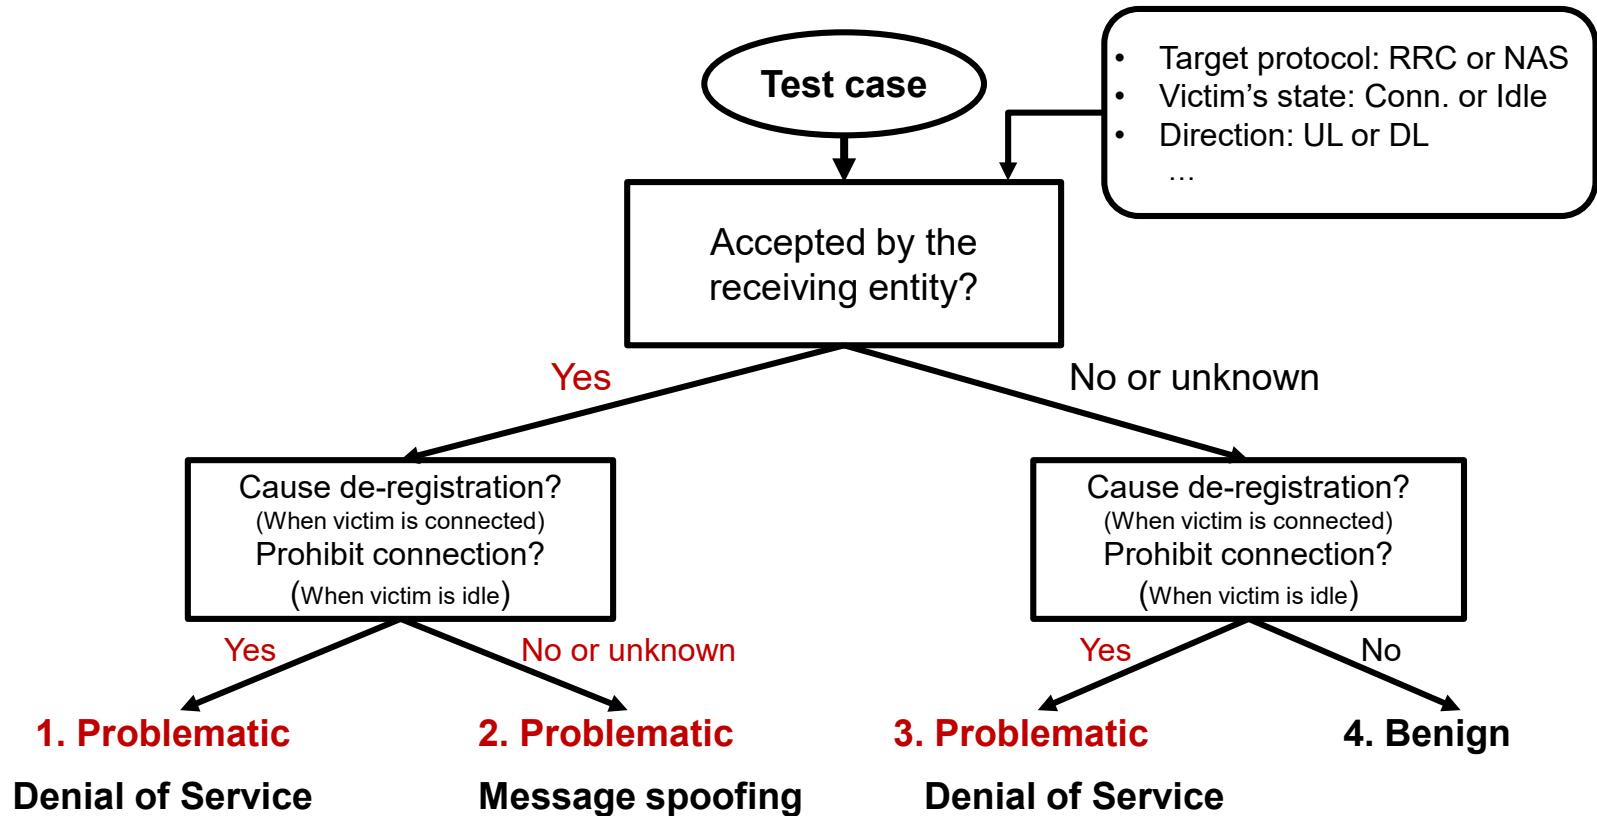 Test case
• Target protocol: RRC or NAS
• Victim's state: Conn. or Idle
• Direction: UL or DL
…
Accepted by the
receiving entity?
Yes
No or unknown
Cause de-registration?
(When victim is connected)
Prohibit connection?
(When victim is idle)
Cause de-registration?
(When victim is connected)
Prohibit connection?
(When victim is idle)
Yes
No or unknown
Yes
No
1. Problematic
2. Problematic
3. Problematic
4. Benign
Denial of Service
Message spoofing
Denial of Service